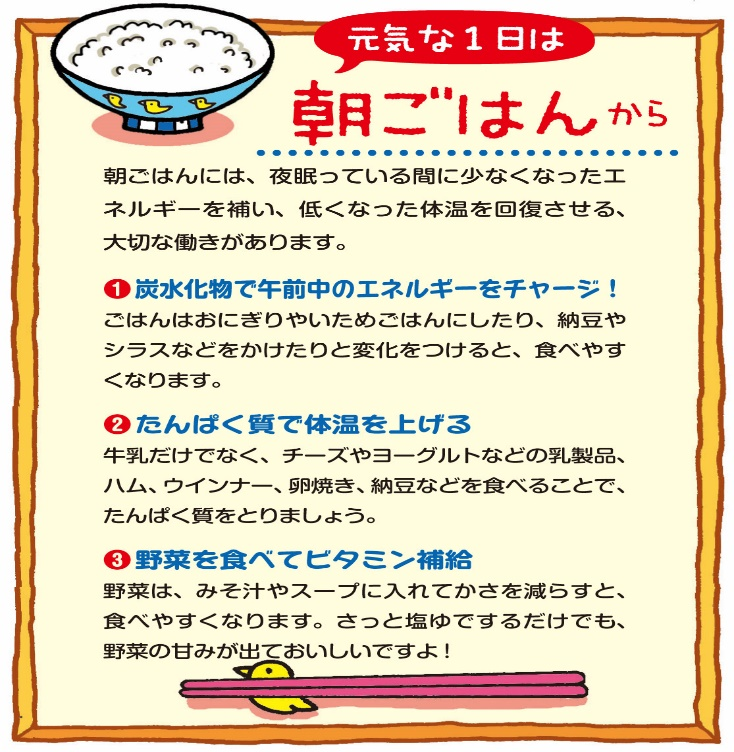 元気な1日は
朝ごはんから
朝ごはんには、夜眠っている間に少なくなったエ
ネルギーを補い、低くなった体温を回復させる、
大切な働きがあります。
❶炭水化物で午前中のエネルギーをチャージ！
ごはんはおにぎりやいためごはんにしたり、納豆や
シラスなどをかけたりと変化をつけると、食べやす
くなります。
❷たんぱく質で体温を上げる
牛乳だけでなく、チーズやヨーグルトなどの乳製品、
ハム、ウインナー、卵焼き、納豆などを食べることで、
たんぱく質をとりましょう。
❸野菜を食べてビタミン補給
野菜は、みそ汁やスープに入れてかさを減らすと、
食べやすくなります。さっと塩ゆでするだけでも、
野菜の甘みが出ておいしいですよ！